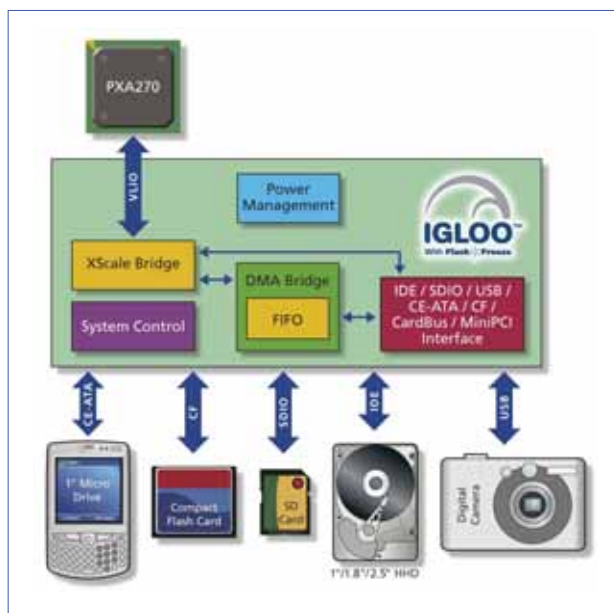 PXA270
VLIO
Power
Management
IGLOO™
With Flash Freeze
XScale Bridge
DMA Bridge
FIFO
System Control
IDE / SDIO / USB /
CE-ATA / CF /
CardBus / MiniPCI
Interface
CE-ATA
CF
SDIO
IDE
USB
1" Micro
Drive
Compact
Flash Card
SD
Card
1"/1.8"/2.5" HHD
Digital
Camera